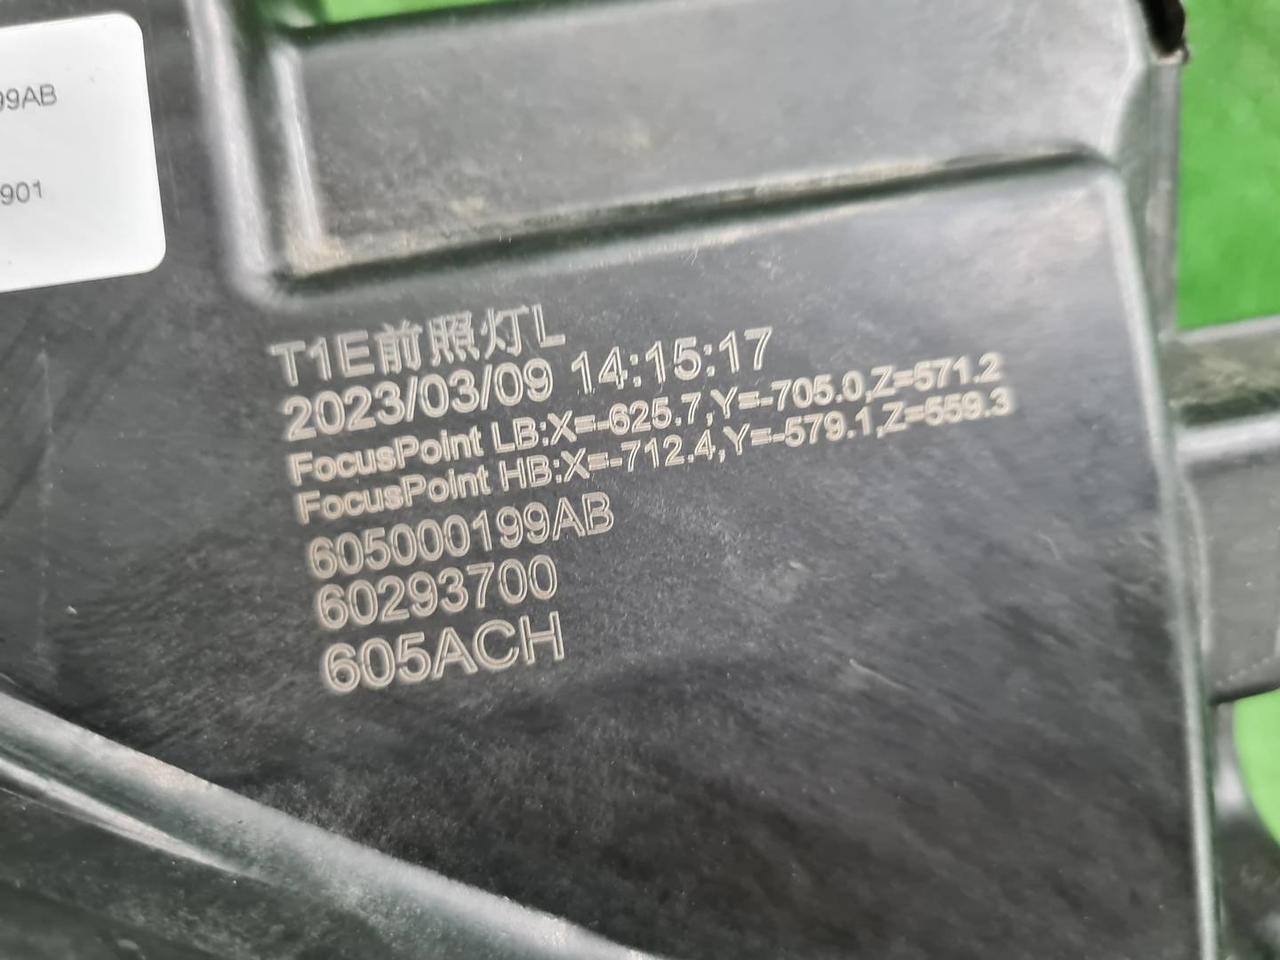 99AB
901
T1E前照灯L
2023/03/09 14:15:17
FocusPoint LB:X=-625.7,Y=-705.0,Z=571.2
FocusPoint HB:X=-712.4,Y=-579.1,Z=559.3
605000199AB
60293700
605ACH